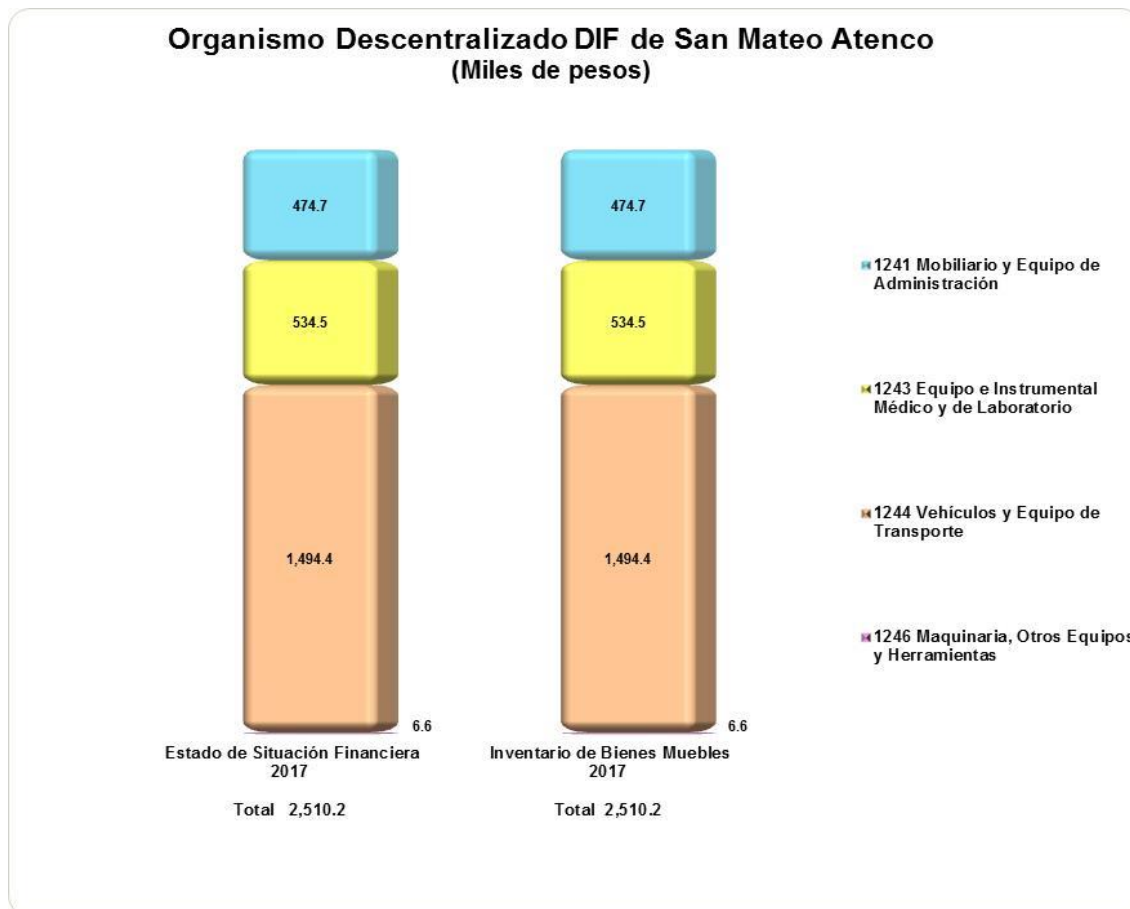 Organismo Descentralizado DIF de San Mateo Atenco
(Miles de pesos)
474.7
474.7
534.5
534.5
1,494.4
1,494.4
6.6
6.6
Estado de Situación Financiera
2017
Total 2,510.2
Inventario de Bienes Muebles
2017
Total 2,510.2
1241 Mobiliario y Equipo de
Administración
1243 Equipo e Instrumental
Médico y de Laboratorio
1244 Vehículos y Equipo de
Transporte
1246 Maquinaria, Otros Equipos
y Herramientas